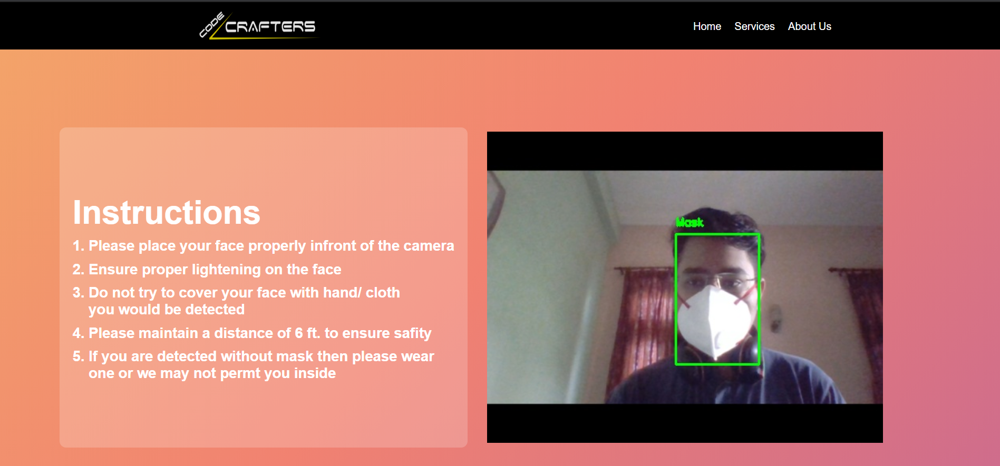 CODE CRAFTERS
Home Services About Us
Instructions
1. Please place your face properly infront of the camera
2. Ensure proper lightening on the face
3. Do not try to cover your face with hand/ cloth
you would be detected
4. Please maintain a distance of 6 ft. to ensure safity
5. If you are detected without mask then please wear
one or we may not permt you inside
Mask